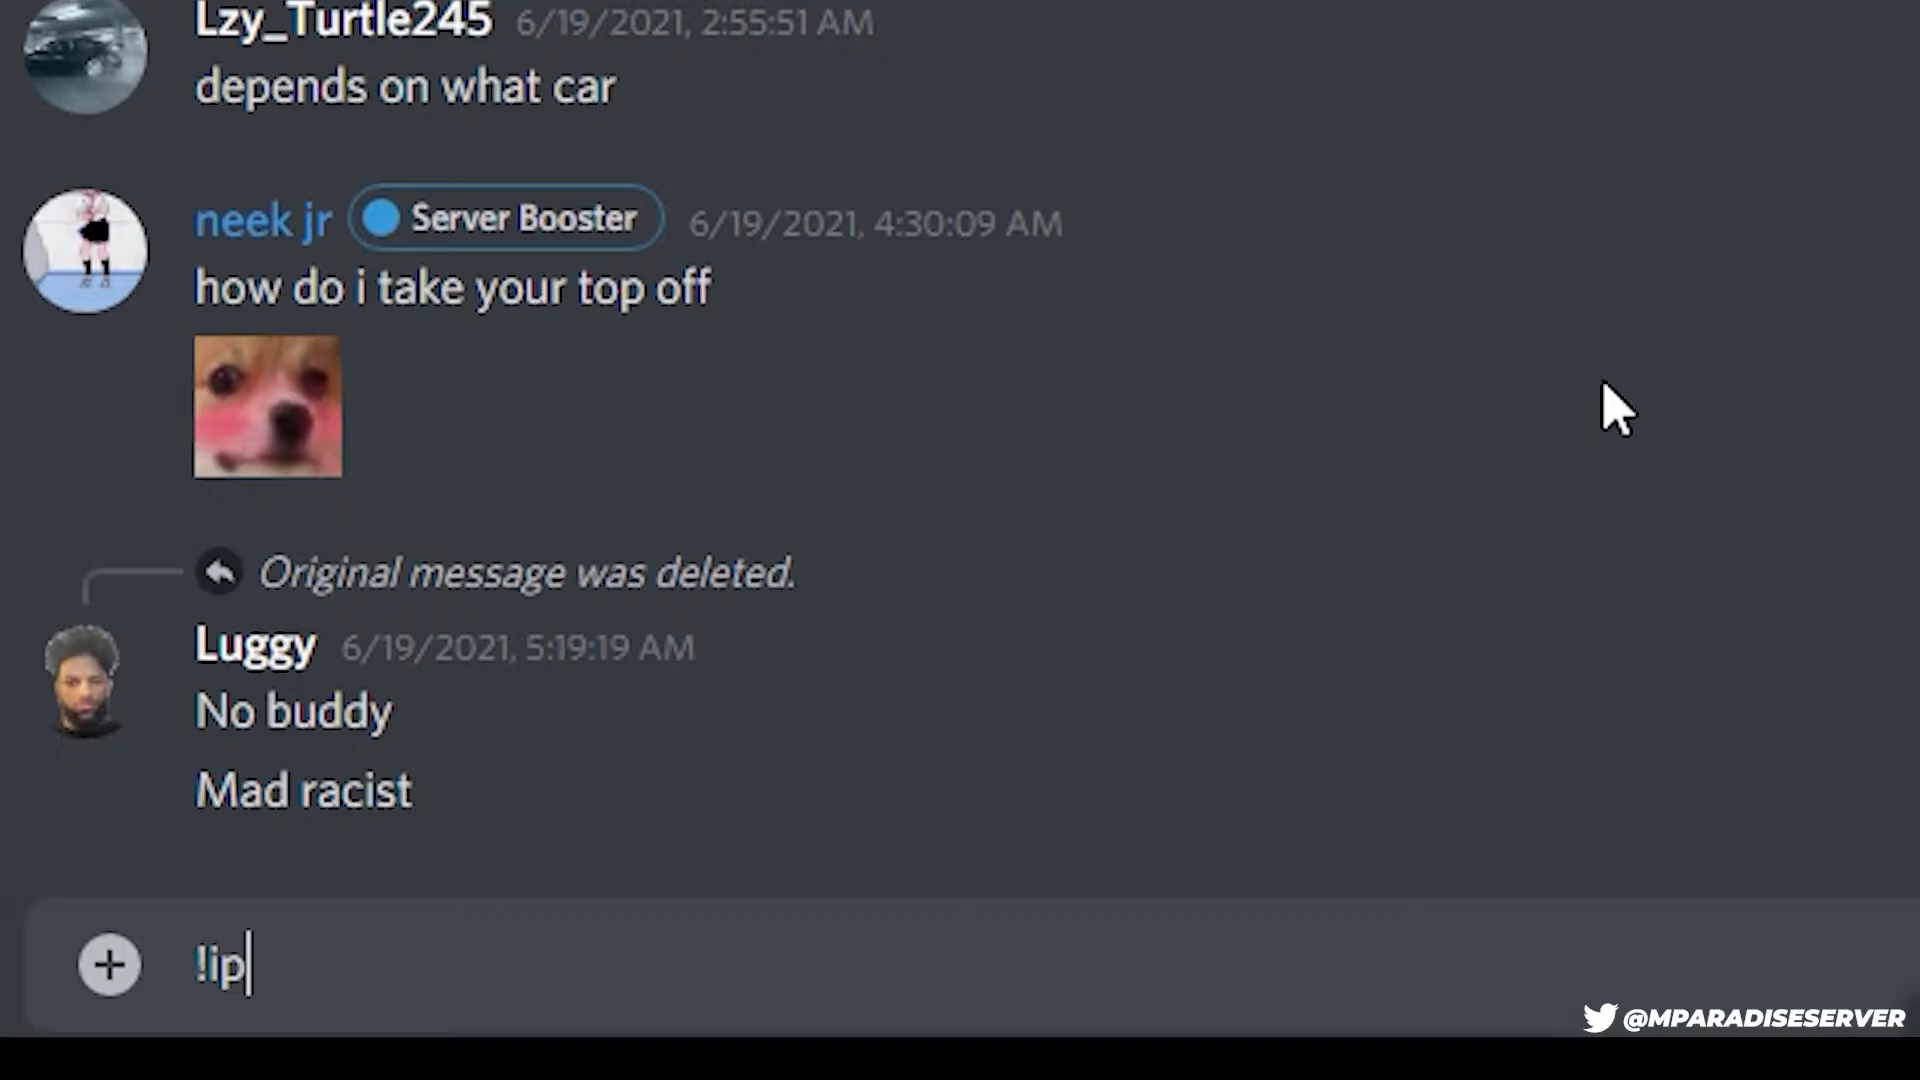 Lzy_Turtle245 6/19/2021, 2:55:51 AM
depends on what car
neek jr Server Booster 6/19/2021, 4:30:09 AM
how do i take your top off
Original message was deleted.
Luggy 6/19/2021, 5:19:19 AM
No buddy
Mad racist
!ip
@MPARADISESERVER